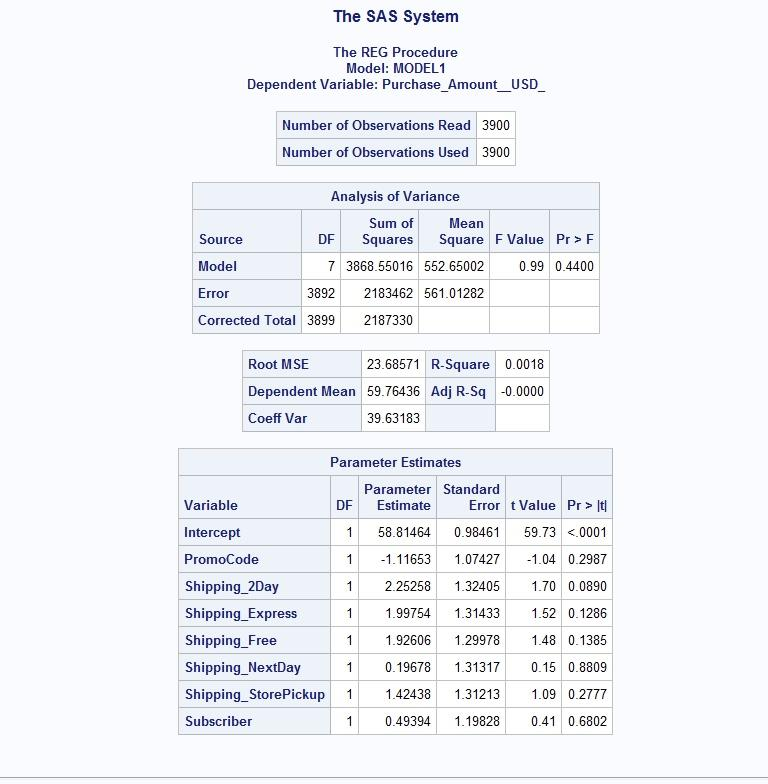 The SAS System
The REG Procedure
Model: MODEL1
Dependent Variable: Purchase_Amount__USD_
Number of Observations Read 3900
Number of Observations Used 3900
Analysis of Variance
Source DF Sum of Squares Mean Square F Value Pr > F
Model 7 3868.55016 552.65002 0.99 0.4400
Error 3892 2183462 561.01282
Corrected Total 3899 2187330
Root MSE 23.68571 R-Square 0.0018
Dependent Mean 59.76436 Adj R-Sq -0.0000
Coeff Var 39.63183
Parameter Estimates
Variable DF Parameter Estimate Standard Error t Value Pr > |t|
Intercept 1 58.81464 0.98461 59.73 <.0001
PromoCode 1 -1.11653 1.07427 -1.04 0.2987
Shipping_2Day 1 2.25258 1.32405 1.70 0.0890
Shipping_Express 1 1.99754 1.31433 1.52 0.1286
Shipping_Free 1 1.92606 1.29978 1.48 0.1385
Shipping_NextDay 1 0.19678 1.31317 0.15 0.8809
Shipping_StorePickup 1 1.42438 1.31213 1.09 0.2777
Subscriber 1 0.49394 1.19828 0.41 0.6802